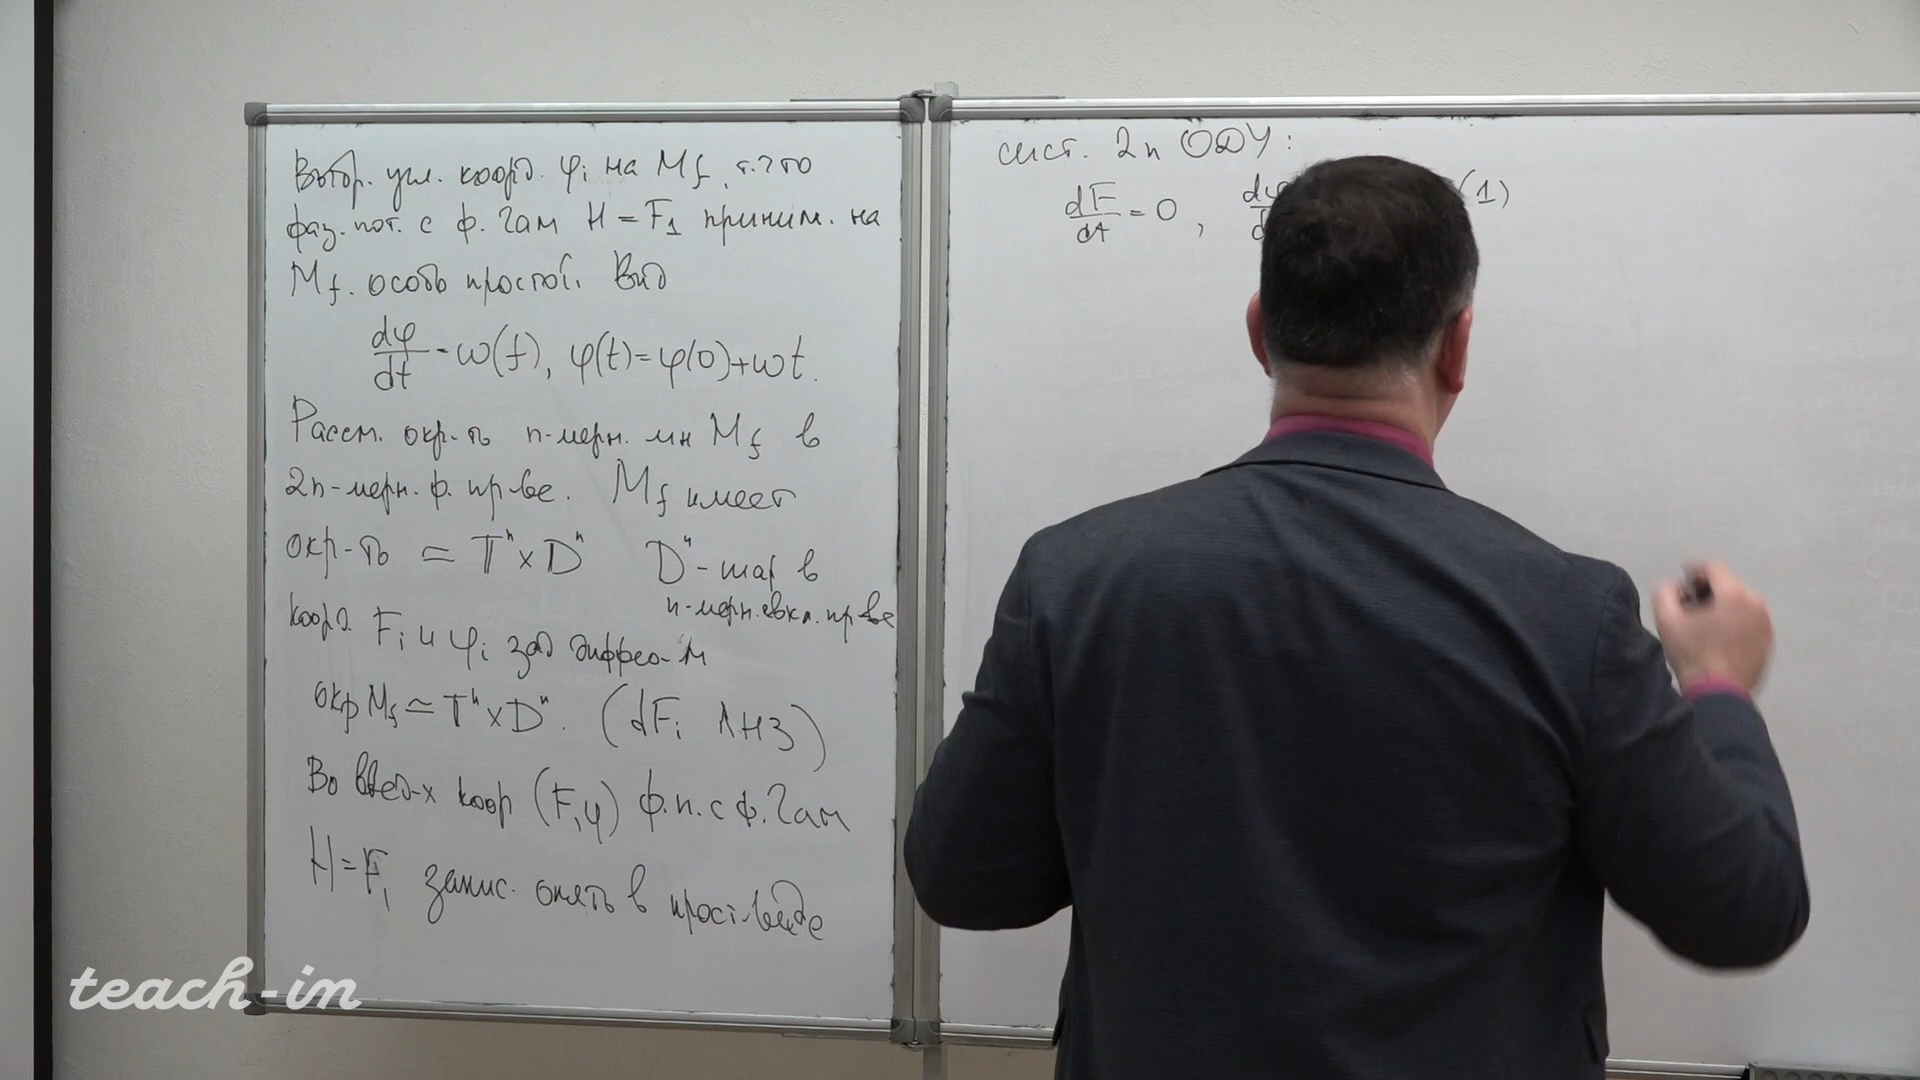 Выбр. угл. коорд. φᵢ на M_f, т. что
фаз. пот. с ф. Гам H = F₁ приним. на
M_f. особо простой. вид
dφ/dt = ω(f), φ(t) = φ(0) + ωt.
Рассм. окр-ть n-мерн. мн M_f в
2n-мерн. ф. пр-ве. M_f имеет
окр-ть ≃ Tⁿ × Dⁿ Dⁿ - шар в
n-мерн. евкл. пр-ве
коорд. Fᵢ и φᵢ зад диффео-м
окр M_f ≃ Tⁿ × Dⁿ. (dFᵢ ЛНЗ)
Во введ-х коор (F, φ) ф. п. с ф. Гам
H = F₁ запис. опять в прост. виде
сист. 2n ОДУ:
dF/dt = 0, (1)
teach-in